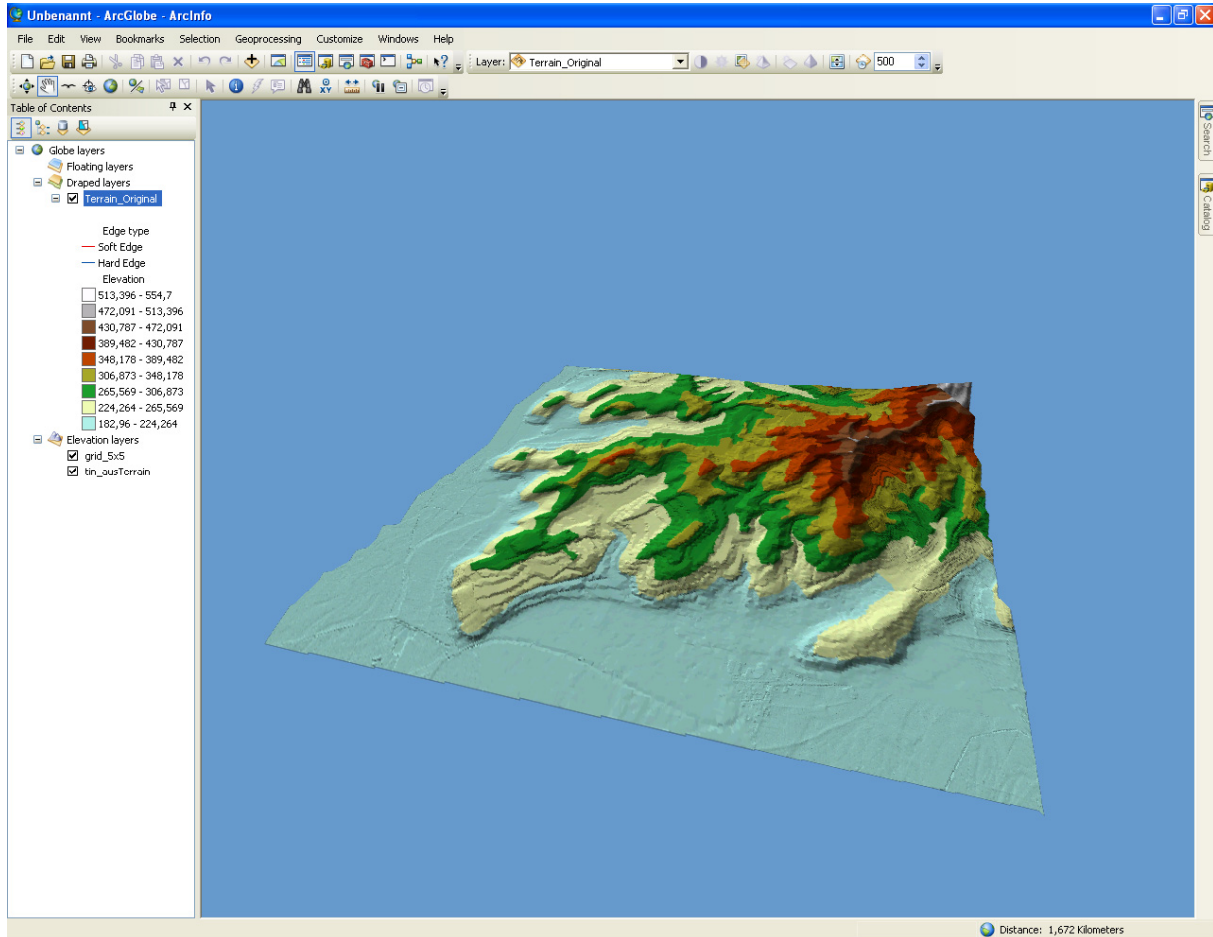 Unbenannt - ArcGlobe - ArcInfo
File Edit View Bookmarks Selection Geoprocessing Customize Windows Help
Layer: Terrain_Original 500
Table of Contents
Globe layers
Floating layers
Draped layers
Terrain_Original
Edge type
Soft Edge
Hard Edge
Elevation
513,396 - 554,7
472,091 - 513,396
430,787 - 472,091
389,482 - 430,787
348,178 - 389,482
306,873 - 348,178
265,569 - 306,873
224,264 - 265,569
182,96 - 224,264
Elevation layers
grid_5x5
tin_ausTerrain
Search
Catalog
Distance: 1,672 Kilometers